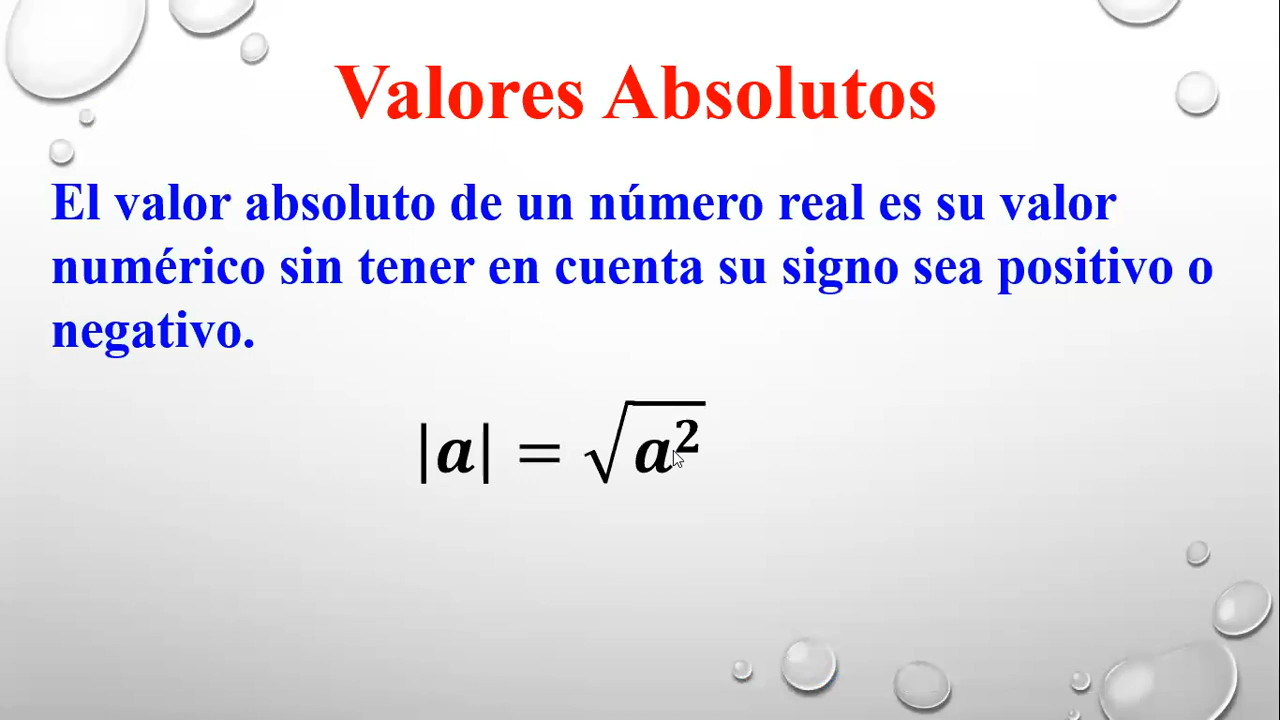 Valores Absolutos
El valor absoluto de un número real es su valor
numérico sin tener en cuenta su signo sea positivo o
negativo.
|a| = √a²